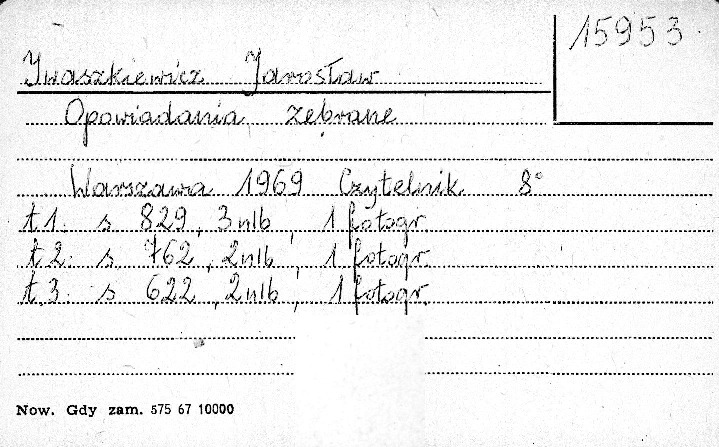 15953
Iwaszkiewicz Jarosław
Opowiadania zebrane
Warszawa 1969 Czytelnik 8°
t 1. s 829, 3 nlb, 1 fotogr.
t 2. s 762, 2 nlb, 1 fotogr.
t 3. s 622, 2 nlb, 1 fotogr.
Now. Gdy zam. 575 67 10000